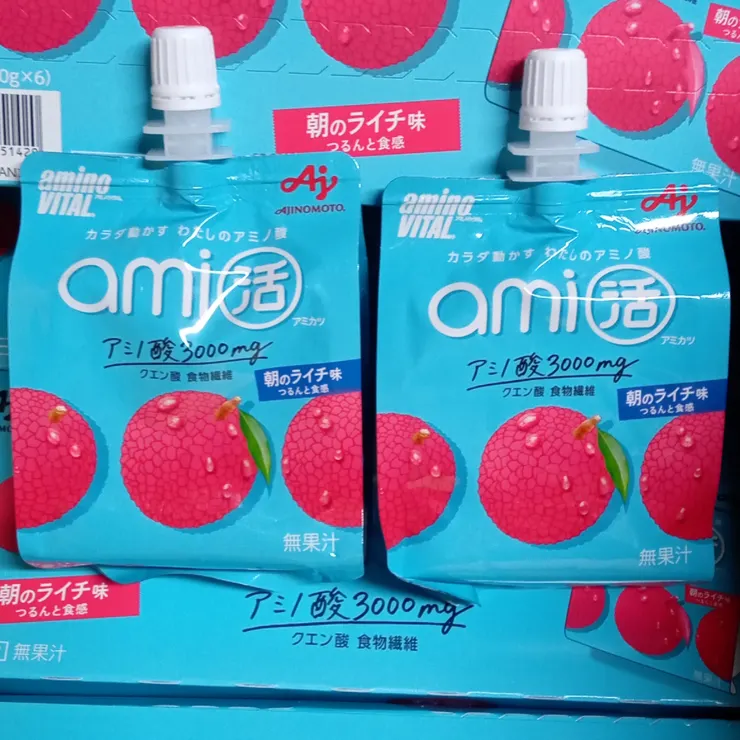 朝のライチ味
つるんと食感
0g×6)
朝のライチ味
つるんと食感
51428
無果汁
amino
VITAL
AJINOMOTO.
カラダ動かす わたしのアミノ酸
ami活
アミカツ
アミノ酸3000mg
クエン酸 食物繊維
朝のライチ味
つるんと食感
無果汁
amino
VITAL
AJINOMOTO.
カラダ動かす わたしのアミノ酸
ami活
アミカツ
アミノ酸3000mg
クエン酸 食物繊維
朝のライチ味
つるんと食感
無果汁
朝のライチ味
つるんと食感
無果汁
アミノ酸3000mg
クエン酸 食物繊維